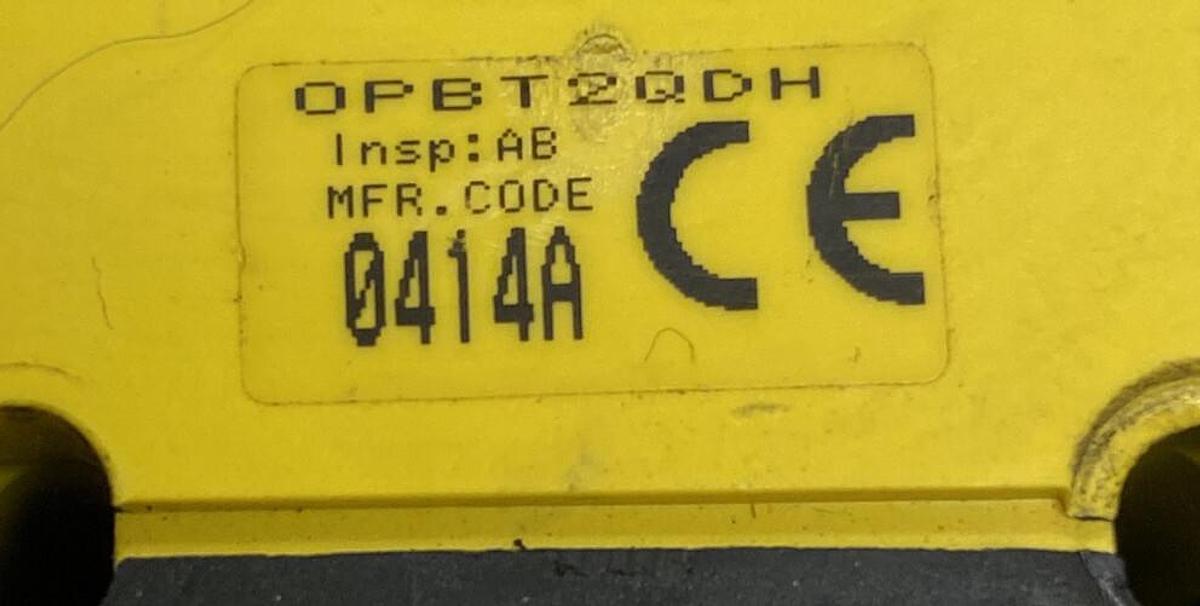 OPBT2QDH
Insp:AB
MFR.CODE
0414A
CE